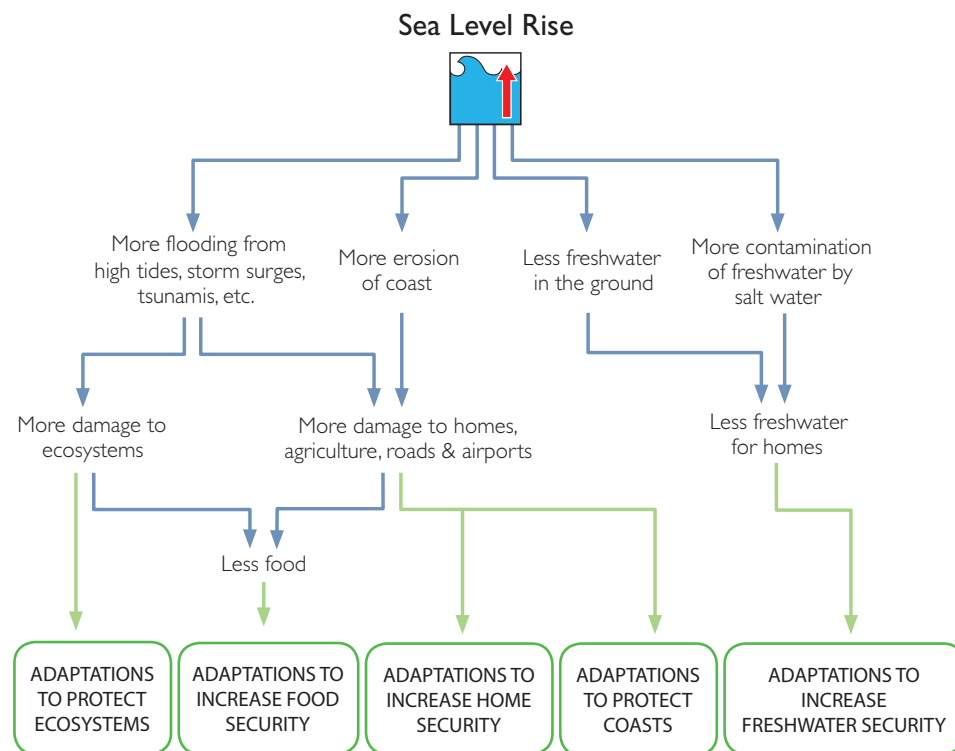 Sea Level Rise
More flooding from
high tides, storm surges,
tsunamis, etc.
More erosion
of coast
Less freshwater
in the ground
More contamination
of freshwater by
salt water
More damage to
ecosystems
More damage to homes,
agriculture, roads & airports
Less freshwater
for homes
Less food
ADAPTATIONS
TO PROTECT
ECOSYSTEMS
ADAPTATIONS TO
INCREASE FOOD
SECURITY
ADAPTATIONS TO
INCREASE HOME
SECURITY
ADAPTATIONS
TO PROTECT
COASTS
ADAPTATIONS TO
INCREASE
FRESHWATER SECURITY